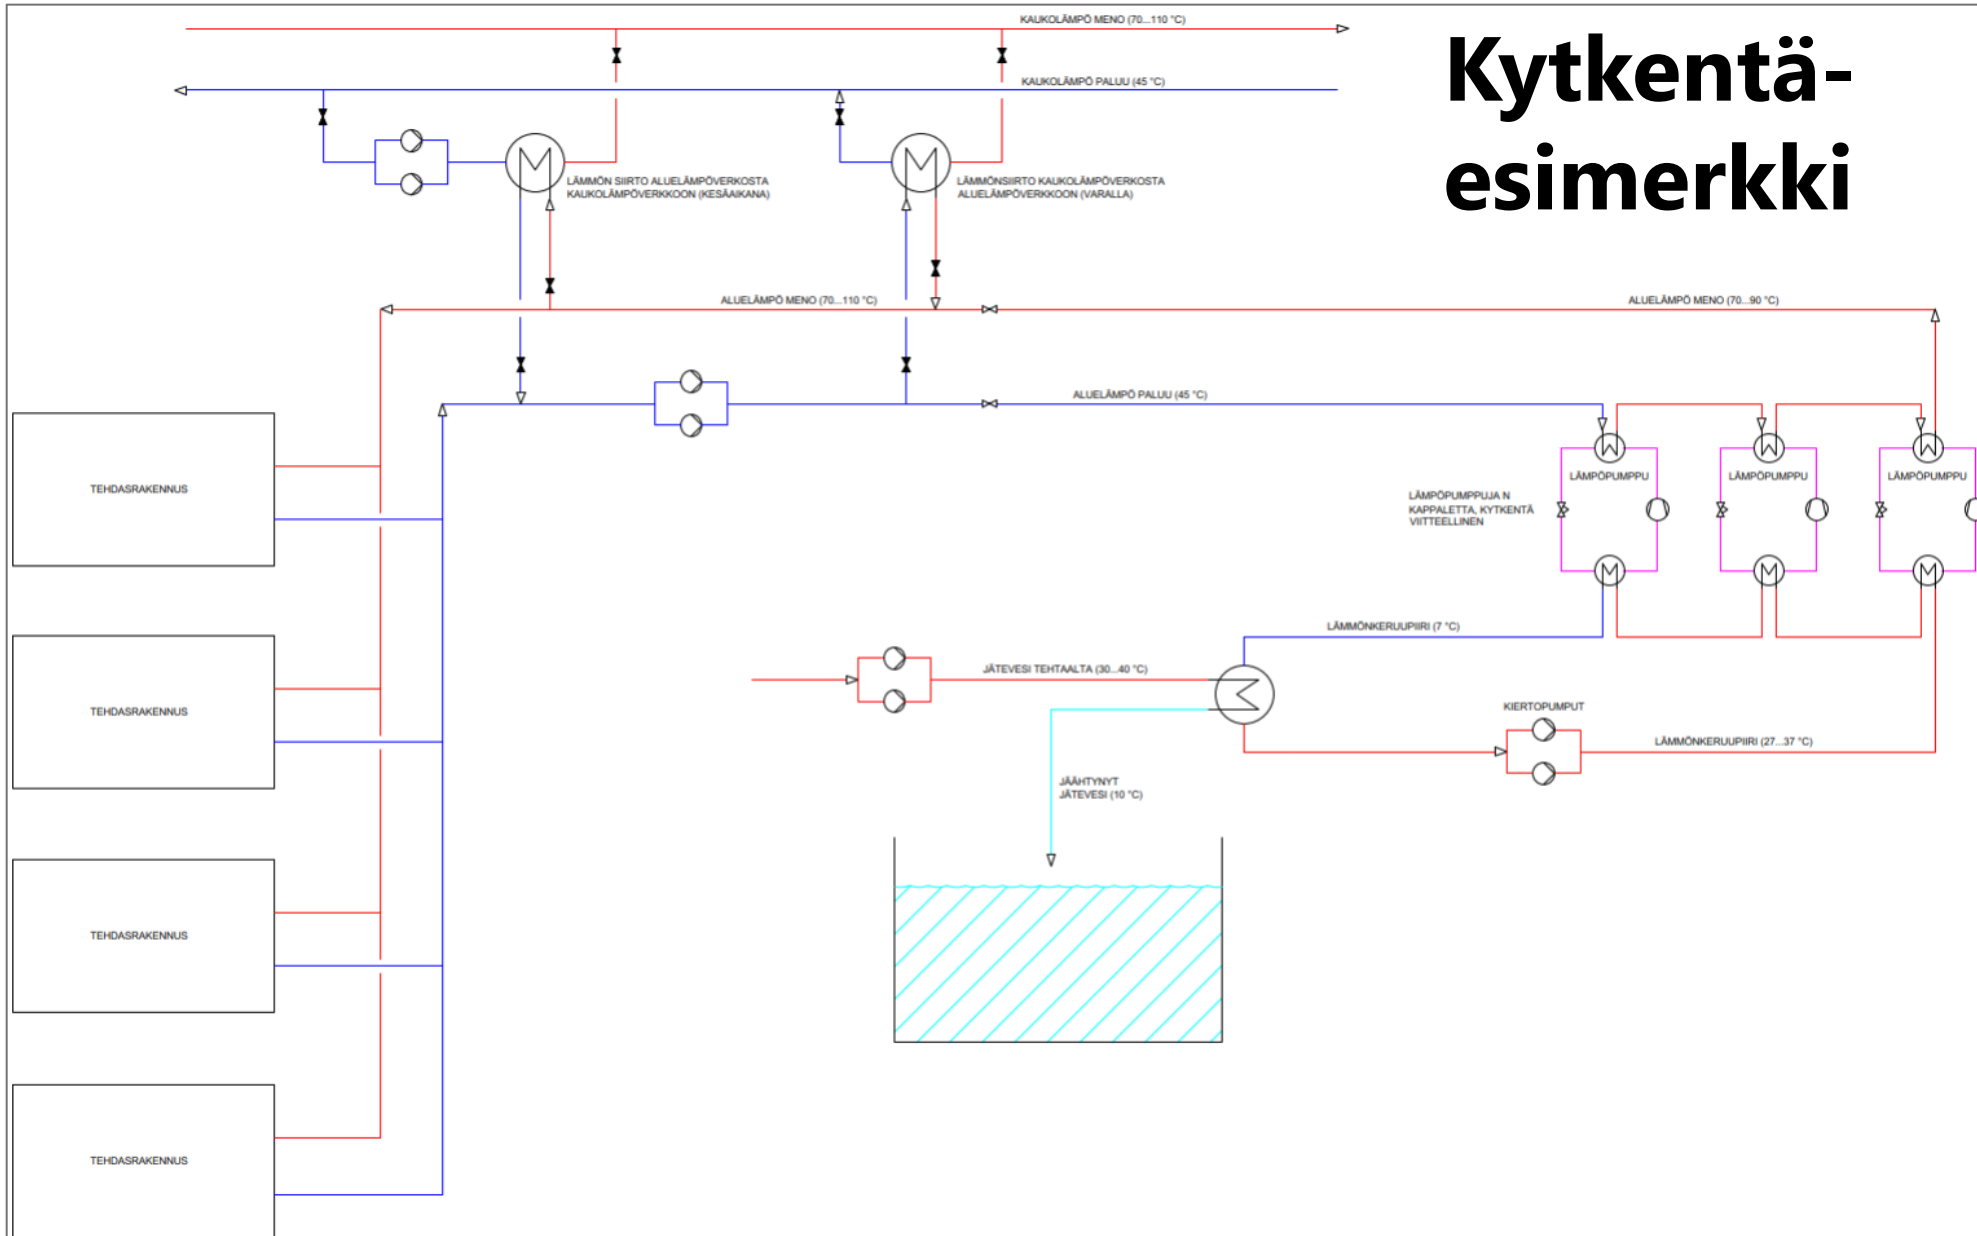 KAUKOLÄMPÖ MENO (70...110 °C)
Kytkentä-
esimerkki
KAUKOLÄMPÖ PALUU (45 °C)
LÄMMÖN SIIRTO ALUELÄMPÖVERKOSTA
KAUKOLÄMPÖVERKKOON (KESÄAIKANA)
LÄMMÖNSIIRTO KAUKOLÄMPÖVERKOSTA
ALUELÄMPÖVERKKOON (VARALLA)
ALUELÄMPÖ MENO (70...110 °C)
ALUELÄMPÖ MENO (70...90 °C)
ALUELÄMPÖ PALUU (45 °C)
TEHDASRAKENNUS
LÄMPÖPUMPPU
LÄMPÖPUMPPU
LÄMPÖPUMPPU
LÄMPÖPUMPPUJA N
KAPPALETTA, KYTKENTÄ
VIITTEELLINEN
LÄMMÖNKERUUPIIRI (7 °C)
JÄTEVESI TEHTAALTA (30...40 °C)
TEHDASRAKENNUS
KIERTOPUMPUT
LÄMMÖNKERUUPIIRI (27...37 °C)
JÄÄHTYNYT
JÄTEVESI (10 °C)
TEHDASRAKENNUS
TEHDASRAKENNUS